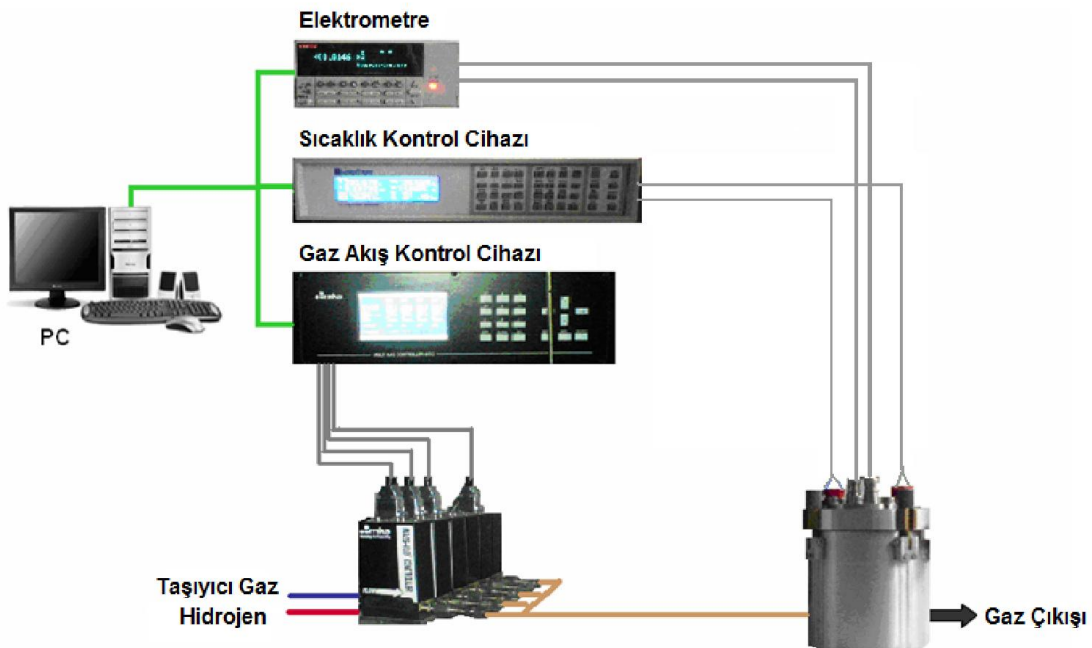 Elektrometre
Sıcaklık Kontrol Cihazı
Gaz Akış Kontrol Cihazı
PC
Taşıyıcı Gaz
Hidrojen
Gaz Çıkışı